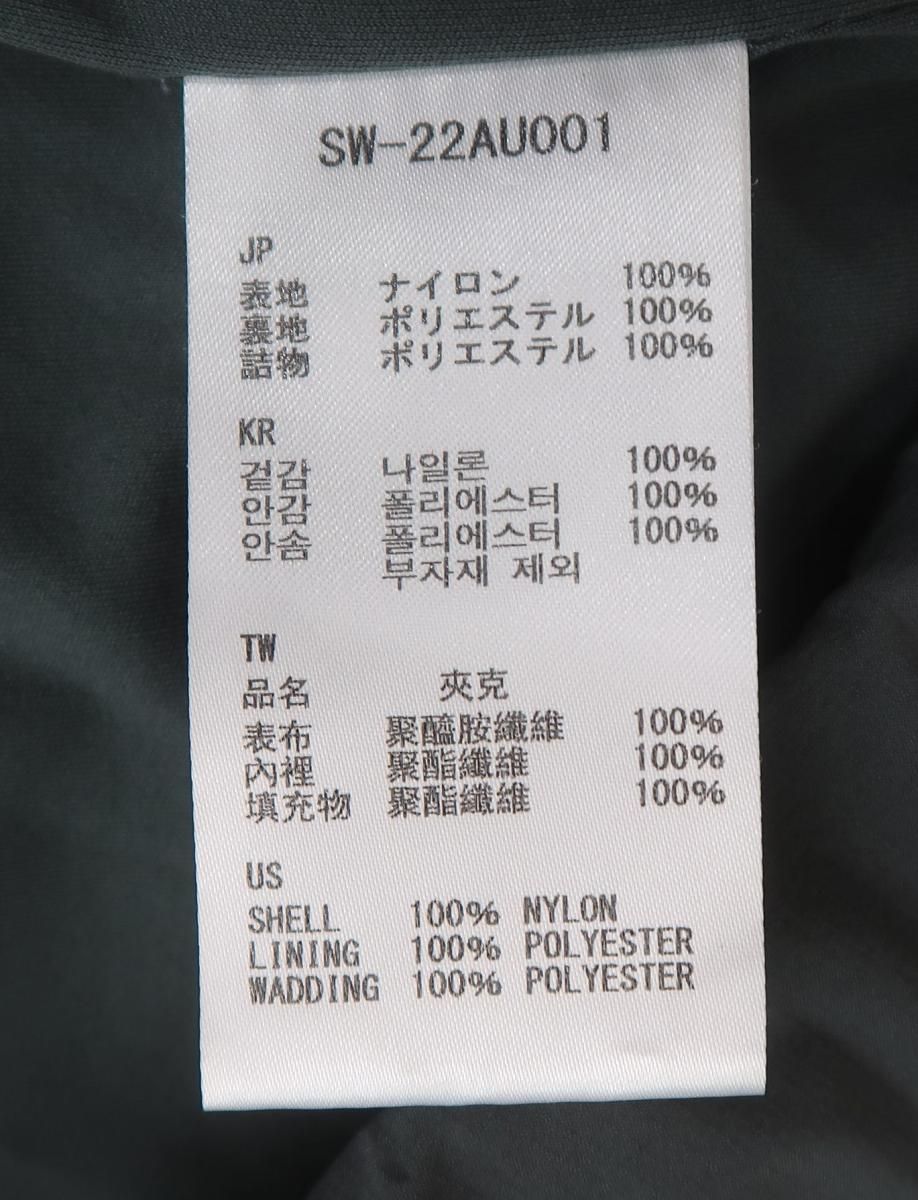 SW-22AU001
JP
表地 ナイロン 100%
裏地 ポリエステル 100%
詰物 ポリエステル 100%
KR
겉감 나일론 100%
안감 폴리에스터 100%
안솜 폴리에스터 100%
부자재 제외
TW
品名 夾克
表布 聚醯胺纖維 100%
內裡 聚酯纖維 100%
填充物 聚酯纖維 100%
US
SHELL 100% NYLON
LINING 100% POLYESTER
WADDING 100% POLYESTER